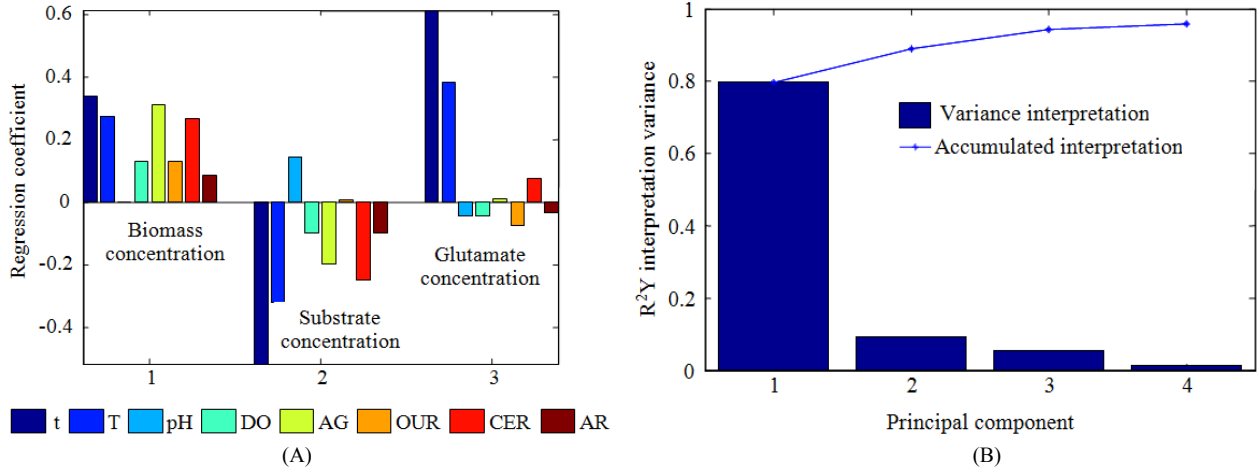 0.6
0.4
0.2
0
-0.2
-0.4
Regression coefficient
Biomass
concentration
Substrate
concentration
Glutamate
concentration
1 2 3
t T pH DO AG OUR CER AR
(A)
1
0.8
0.6
0.4
0.2
0
R²Y interpretation variance
Variance interpretation
Accumulated interpretation
1 2 3 4
Principal component
(B)